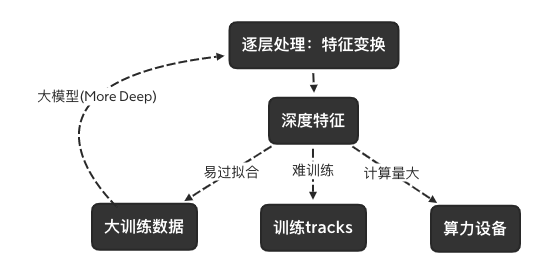 逐层处理：特征变换
大模型(More Deep)
深度特征
易过拟合
难训练
计算量大
大训练数据
训练tracks
算力设备